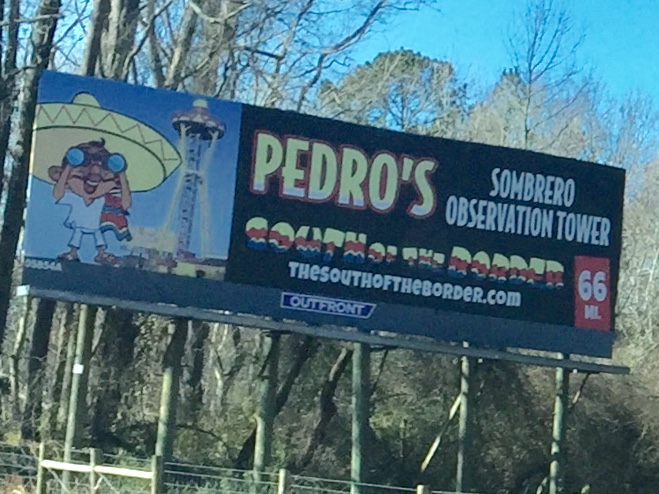 PEDRO'S
SOMBRERO
OBSERVATION TOWER
SOUTH OF THE BORDER
THESOUTHOFTHEBORDER.COM
66
MI.
OUTFRONT